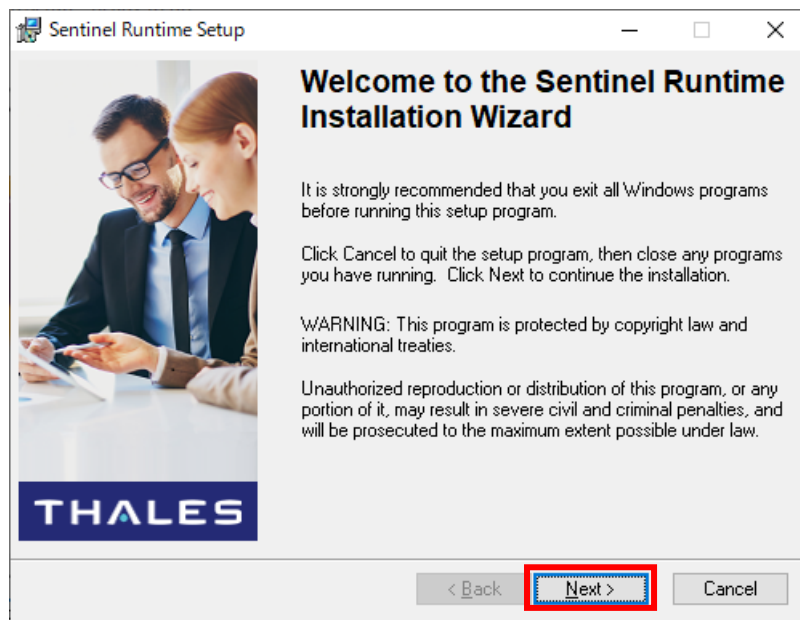 Sentinel Runtime Setup
Welcome to the Sentinel Runtime
Installation Wizard
It is strongly recommended that you exit all Windows programs
before running this setup program.
Click Cancel to quit the setup program, then close any programs
you have running.  Click Next to continue the installation.
WARNING: This program is protected by copyright law and
international treaties.
Unauthorized reproduction or distribution of this program, or any
portion of it, may result in severe civil and criminal penalties, and
will be prosecuted to the maximum extent possible under law.
THALES
< Back
Next >
Cancel